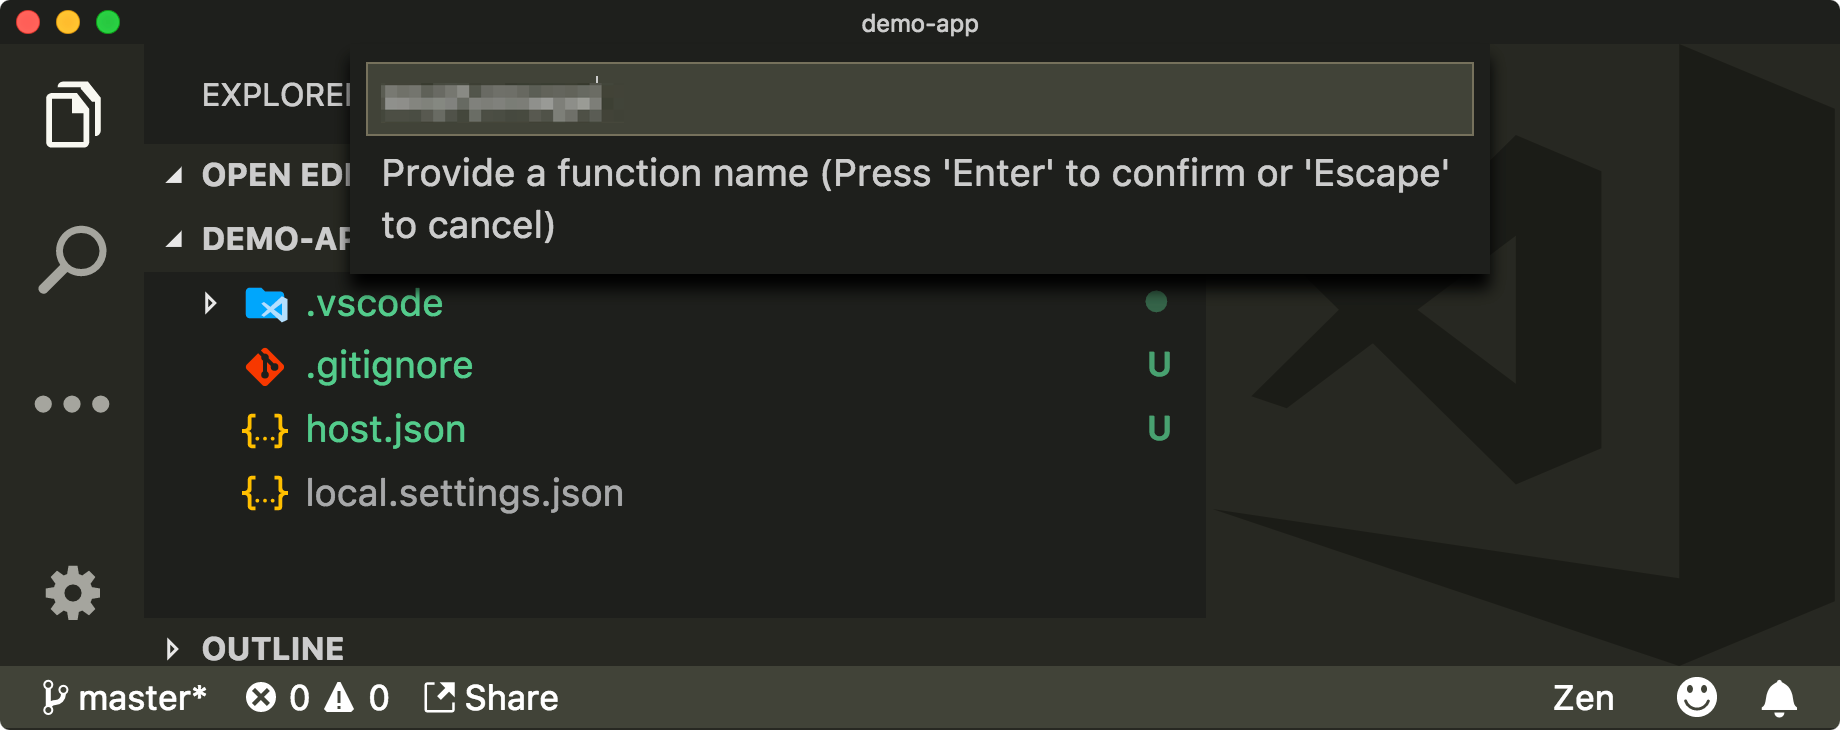 demo-app
EXPLORE
Provide a function name (Press 'Enter' to confirm or 'Escape'
to cancel)
OPEN EDI
DEMO-AP
.vscode
.gitignore U
host.json U
local.settings.json
OUTLINE
master* 0 0 Share Zen